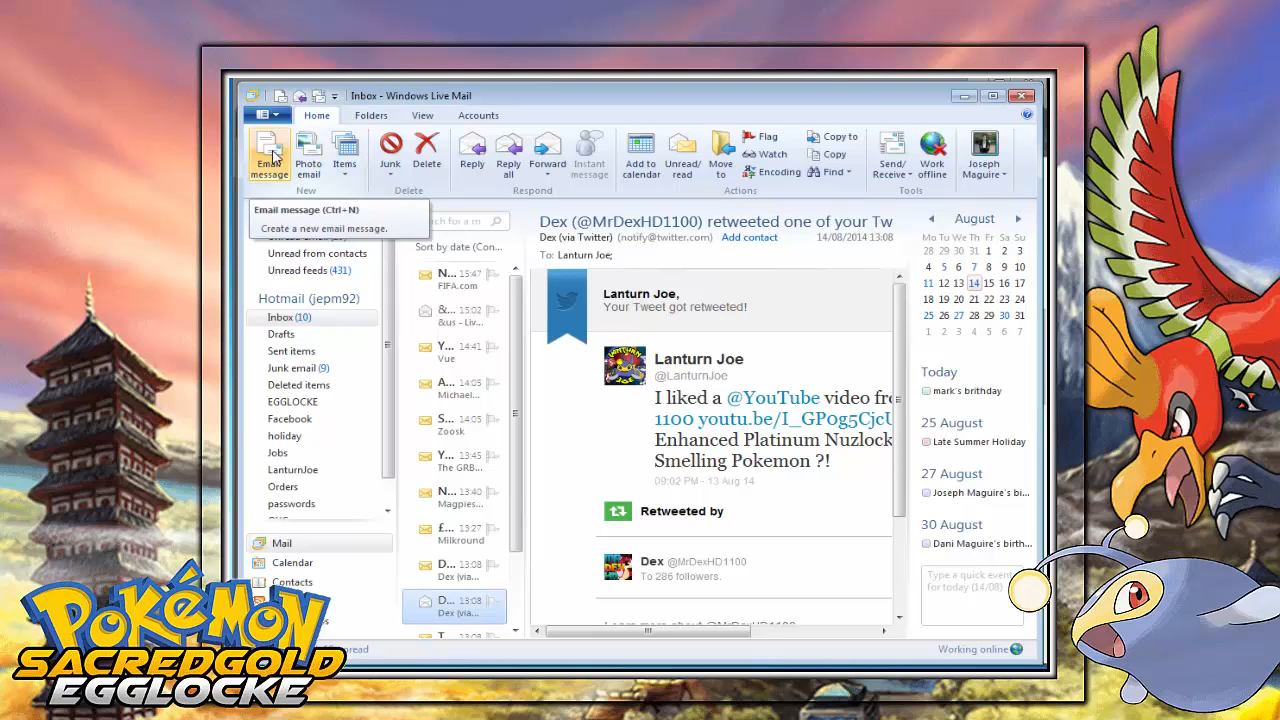 Inbox - Windows Live Mail
Home
Folders
View
Accounts
Email message
Photo email
Items
Junk
Delete
Reply
Reply all
Forward
Instant message
Add to calendar
Unread/ read
Move to
Flag
Watch
Encoding
Copy to
Copy
Find
Send/ Receive
Work offline
Joseph Maguire
New
Delete
Respond
Actions
Tools
Email message (Ctrl+N)
Create a new email message.
Unread from contacts
Unread feeds (431)
Hotmail (jepm92)
Inbox (10)
Drafts
Sent items
Junk email (9)
Deleted items
EGGLOCKE
Facebook
holiday
Jobs
LanturnJoe
Orders
passwords
Mail
Calendar
Contacts
Sort by date (Con...
N... 15:47
FIFA.com
&... 15:02
&us - Liv...
Y... 14:41
Vue
A... 14:05
Michael...
S... 14:05
Zoosk
Y... 13:45
The GRB...
N... 13:40
Magpies...
£... 13:27
Milkround
D... 13:08
Dex (via...
D... 13:08
Dex (via...
T... 13:08
Dex (@MrDexHD1100) retweeted one of your Tw
Dex (via Twitter) (notify@twitter.com) Add contact 14/08/2014 13:08
To: Lanturn Joe;
Lanturn Joe,
Your Tweet got retweeted!
LANTURN JOE
Lanturn Joe
@LanturnJoe
I liked a @YouTube video fro
1100 youtu.be/I_GP0g5CjcU
Enhanced Platinum Nuzlock
Smelling Pokemon ?!
09:02 PM - 13 Aug 14
Retweeted by
Dex @MrDexHD1100
To 286 followers.
August
Mo Tu We Th Fr Sa Su
28 29 30 31 1 2 3
4 5 6 7 8 9 10
11 12 13 14 15 16 17
18 19 20 21 22 23 24
25 26 27 28 29 30 31
1 2 3 4 5 6 7
Today
mark's birthday
25 August
Late Summer Holiday
27 August
Joseph Maguire's bi...
30 August
Dani Maguire's birth...
Type a quick event
for today (14/08)
Working online
POKéMON
SACREDGOLD
EGGLOCKE